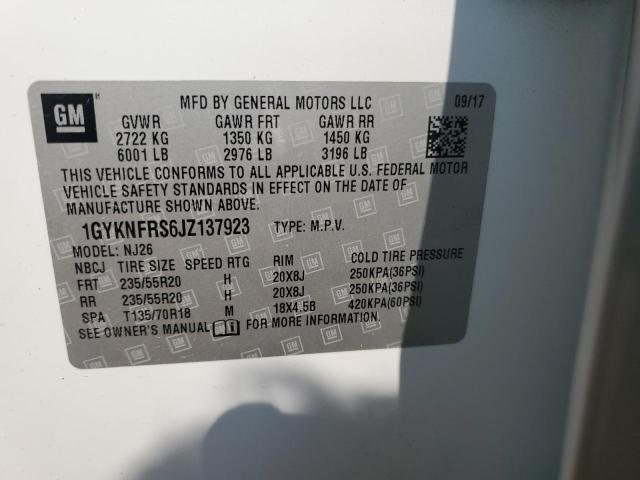 GM
MFD BY GENERAL MOTORS LLC 09/17
GVWR GAWR FRT GAWR RR
2722 KG 1350 KG 1450 KG
6001 LB 2976 LB 3196 LB
THIS VEHICLE CONFORMS TO ALL APPLICABLE U.S. FEDERAL MOTOR
VEHICLE SAFETY STANDARDS IN EFFECT ON THE DATE OF
MANUFACTURE SHOWN ABOVE.
1GYKNFRS6JZ137923 TYPE: M.P.V.
MODEL: NJ26
NBCJ TIRE SIZE SPEED RTG RIM COLD TIRE PRESSURE
FRT 235/55R20 H 20X8J 250KPA(36PSI)
RR 235/55R20 H 20X8J 250KPA(36PSI)
SPA T135/70R18 M 18X4.5B 420KPA(60PSI)
SEE OWNER'S MANUAL FOR MORE INFORMATION.